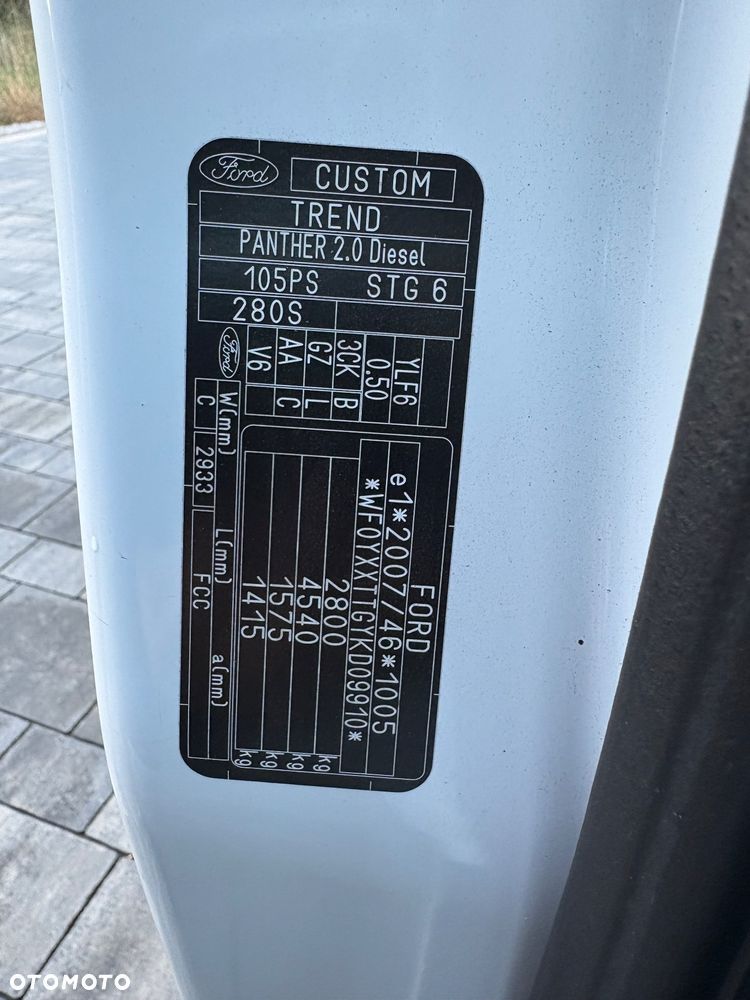 Ford
CUSTOM
TREND
PANTHER 2.0 Diesel
105PS STG 6
280S
Ford
YLF6
0.50
3CK B
GZ L
AA C
V6
FORD
e1*2007/46*1005
*WF0YXXTTGYKD09910*
2800 kg
4540 kg
1575 kg
1415 kg
W(mm) L(mm) a(mm)
C 2933 FCC
OTOMOTO